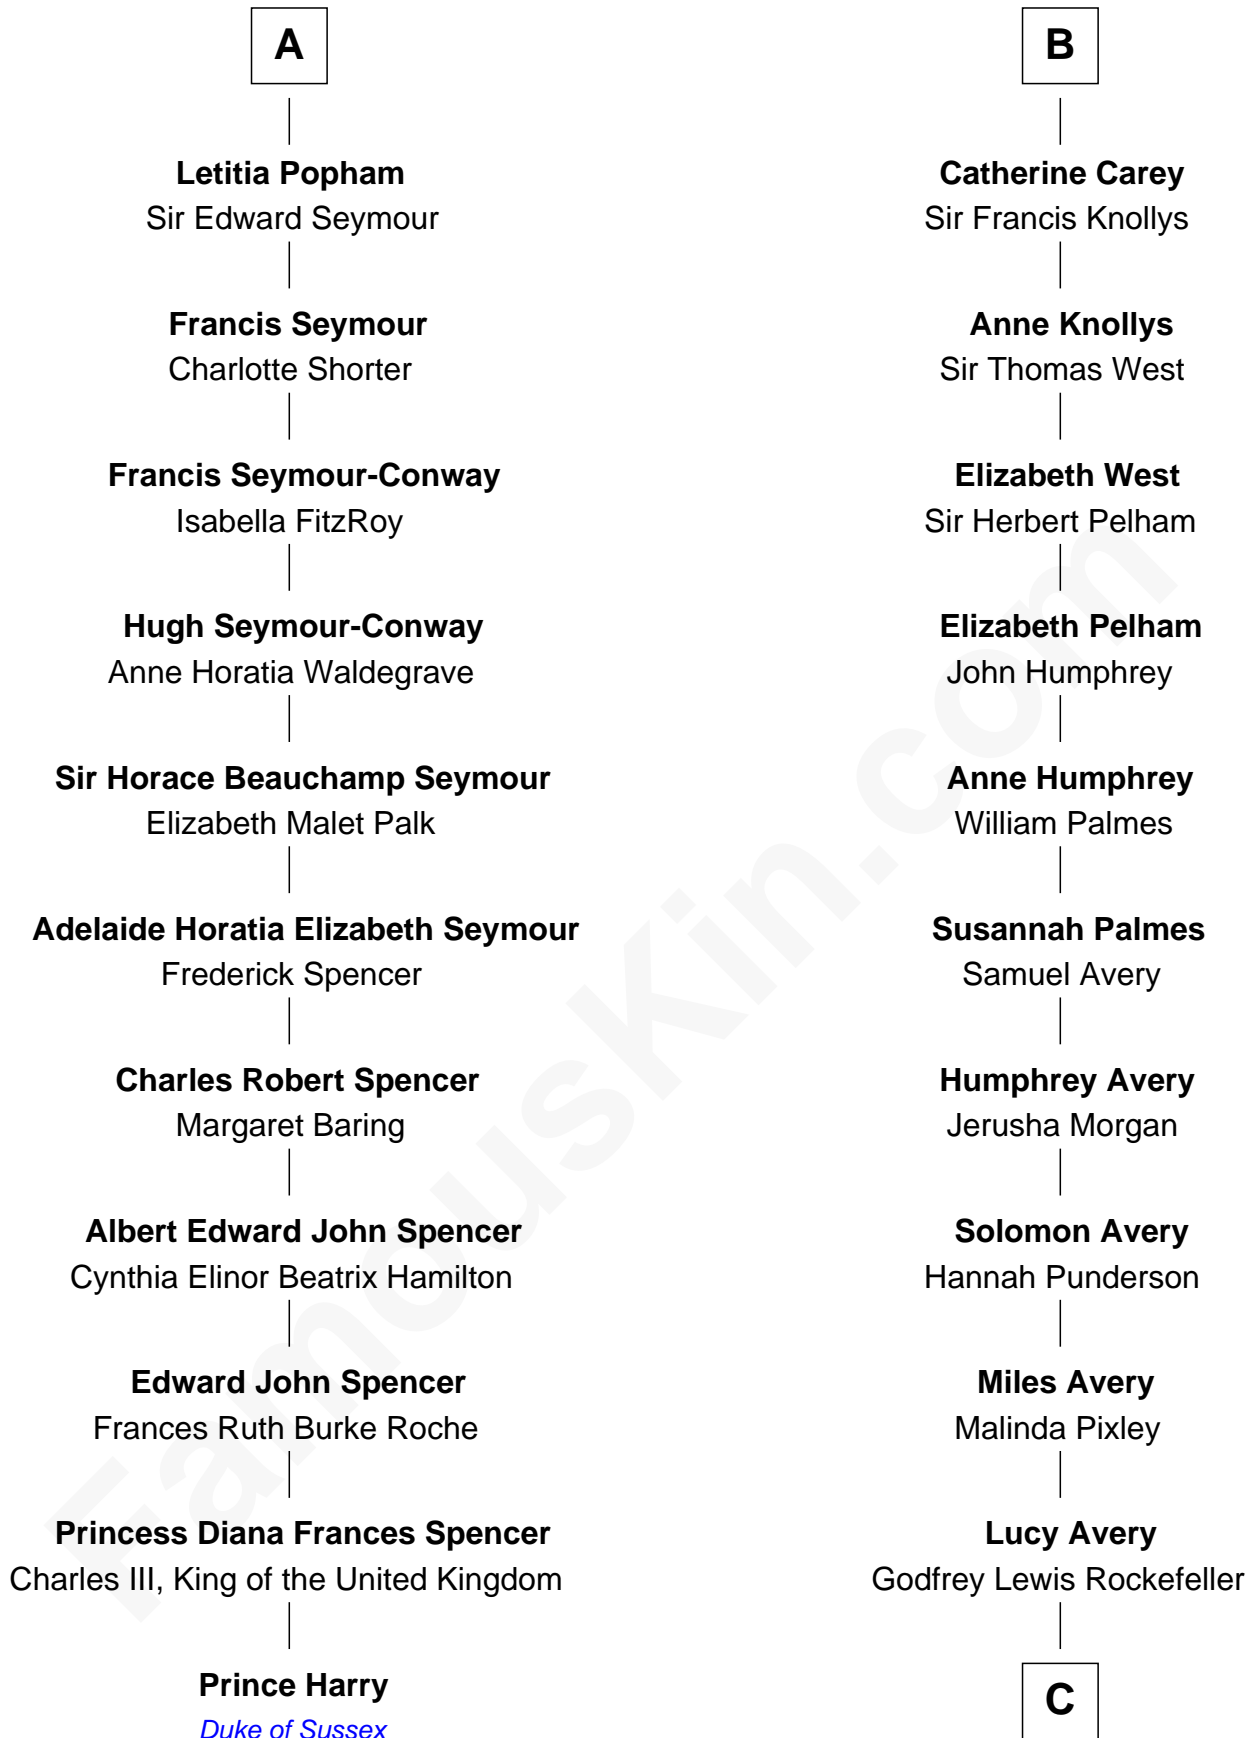 A
Letitia Popham
Sir Edward Seymour
Francis Seymour
Charlotte Shorter
Francis Seymour-Conway
Isabella FitzRoy
Hugh Seymour-Conway
Anne Horatia Waldegrave
Sir Horace Beauchamp Seymour
Elizabeth Malet Palk
Adelaide Horatia Elizabeth Seymour
Frederick Spencer
Charles Robert Spencer
Margaret Baring
Albert Edward John Spencer
Cynthia Elinor Beatrix Hamilton
Edward John Spencer
Frances Ruth Burke Roche
Princess Diana Frances Spencer
Charles III, King of the United Kingdom
Prince Harry
Duke of Sussex
B
Catherine Carey
Sir Francis Knollys
Anne Knollys
Sir Thomas West
Elizabeth West
Sir Herbert Pelham
Elizabeth Pelham
John Humphrey
Anne Humphrey
William Palmes
Susannah Palmes
Samuel Avery
Humphrey Avery
Jerusha Morgan
Solomon Avery
Hannah Punderson
Miles Avery
Malinda Pixley
Lucy Avery
Godfrey Lewis Rockefeller
C
FamousKin.com